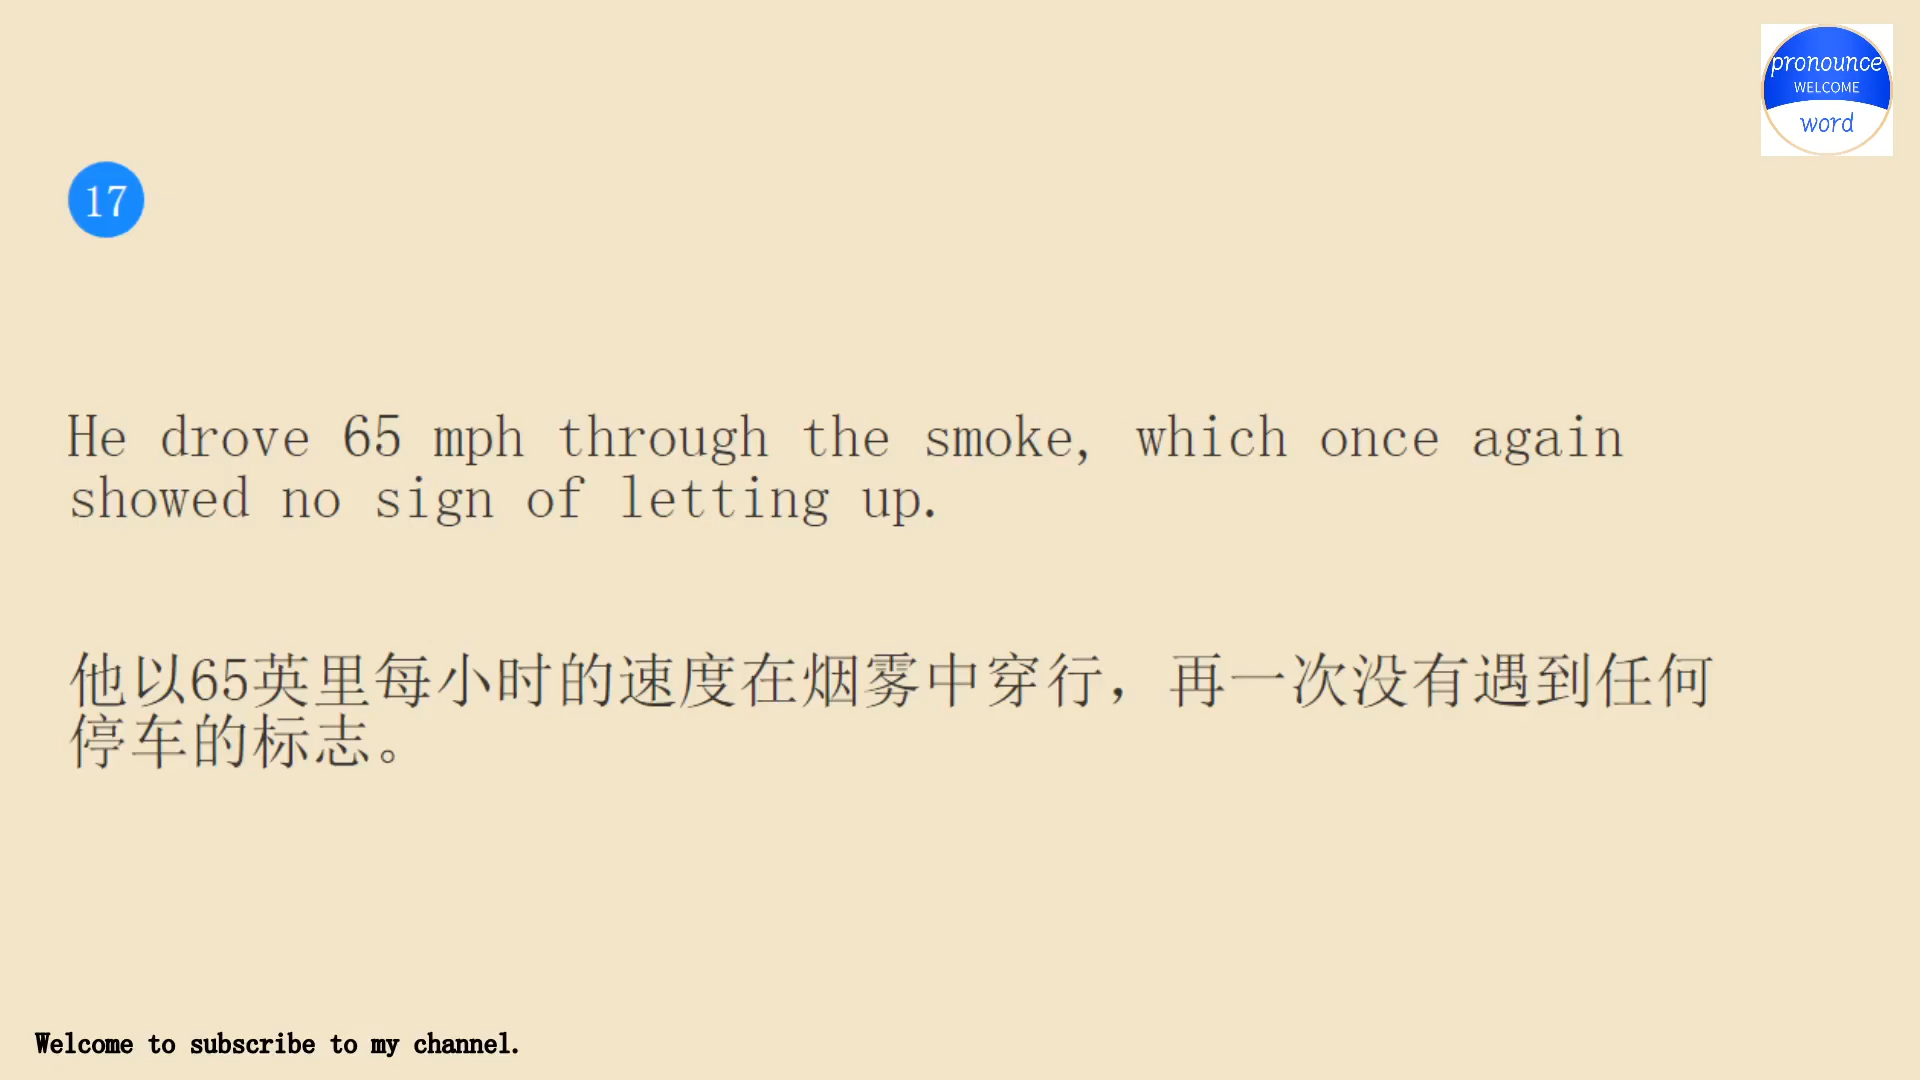 pronounce
WELCOME
word
17
He drove 65 mph through the smoke, which once again
showed no sign of letting up.
他以65英里每小时的速度在烟雾中穿行，再一次没有遇到任何
停车的标志。
Welcome to subscribe to my channel.